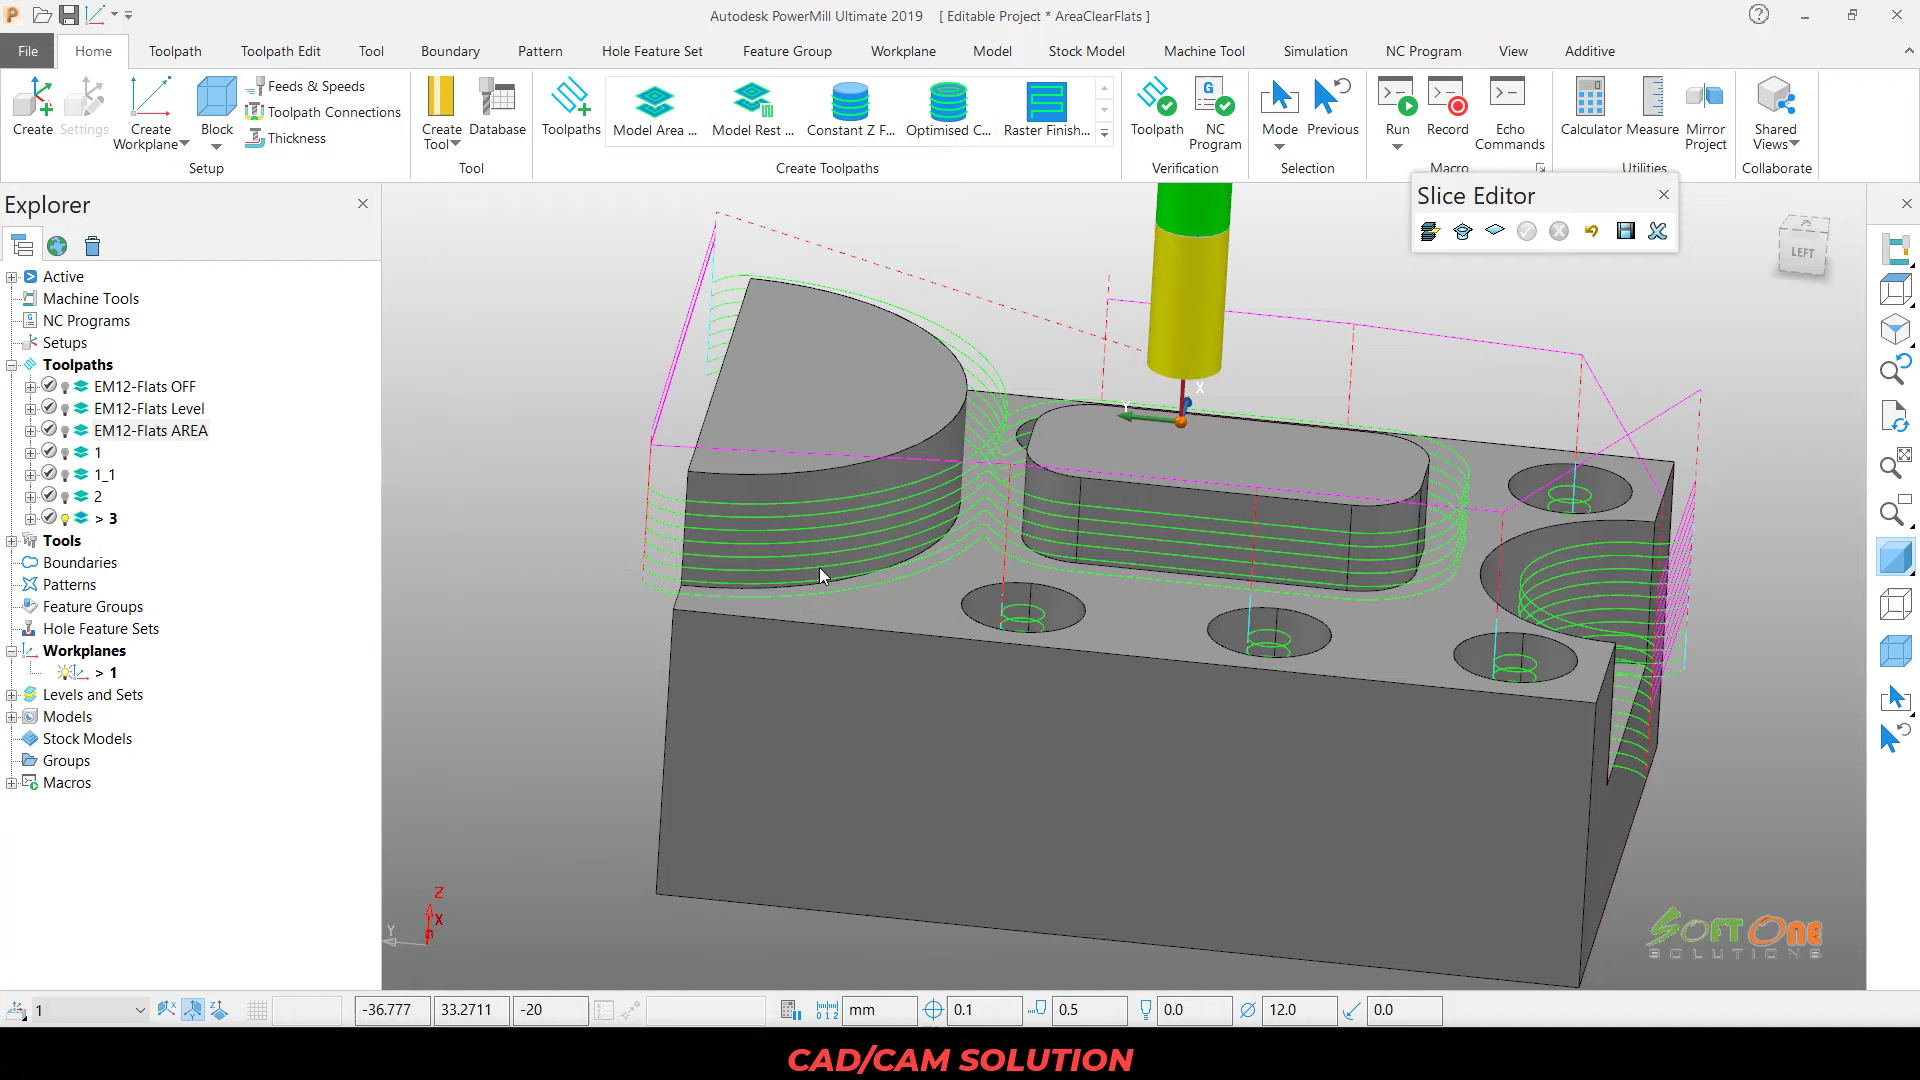 Autodesk PowerMill Ultimate 2019 [ Editable Project * AreaClearFlats ]
File Home Toolpath Toolpath Edit Tool Boundary Pattern Hole Feature Set Feature Group Workplane Model Stock Model Machine Tool Simulation NC Program View Additive
Create
Settings
Create Workplane
Block
Feeds & Speeds
Toolpath Connections
Thickness
Setup
Create Tool
Database
Tool
Toolpaths
Model Area ...
Model Rest ...
Constant Z F...
Optimised C...
Raster Finish...
Create Toolpaths
Toolpath
NC Program
Verification
Mode
Previous
Selection
Run
Record
Echo Commands
Macro
Calculator
Measure
Mirror Project
Utilities
Shared Views
Collaborate
Explorer
Active
Machine Tools
NC Programs
Setups
Toolpaths
EM12-Flats OFF
EM12-Flats Level
EM12-Flats AREA
1
1_1
2
> 3
Tools
Boundaries
Patterns
Feature Groups
Hole Feature Sets
Workplanes
> 1
Levels and Sets
Models
Stock Models
Groups
Macros
Slice Editor
LEFT
X
Y
Z
X
Y
SOFTONE
SOLUTIONS
1 -36.777 33.2711 -20 mm 0.1 0.5 0.0 12.0 0.0
CAD/CAM SOLUTION